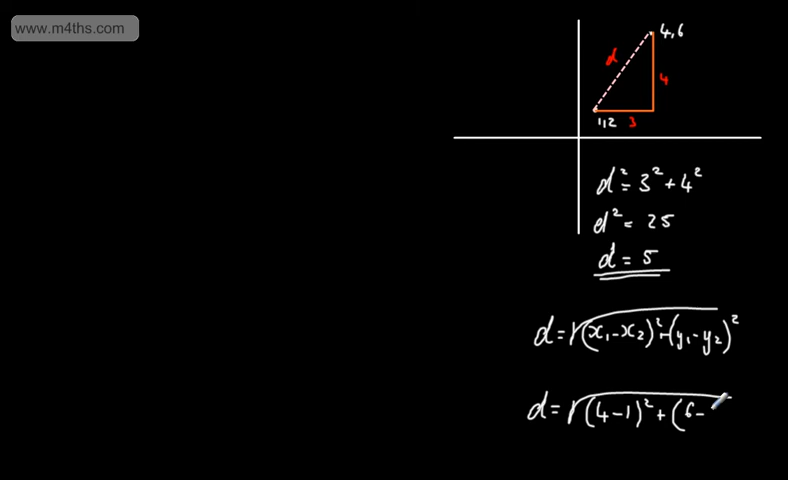 www.m4ths.com
4,6
d
4
1,2 3
d² = 3² + 4²
d² = 25
d = 5
d = √(x₁-x₂)²+(y₁-y₂)²
d = √(4-1)² + (6-